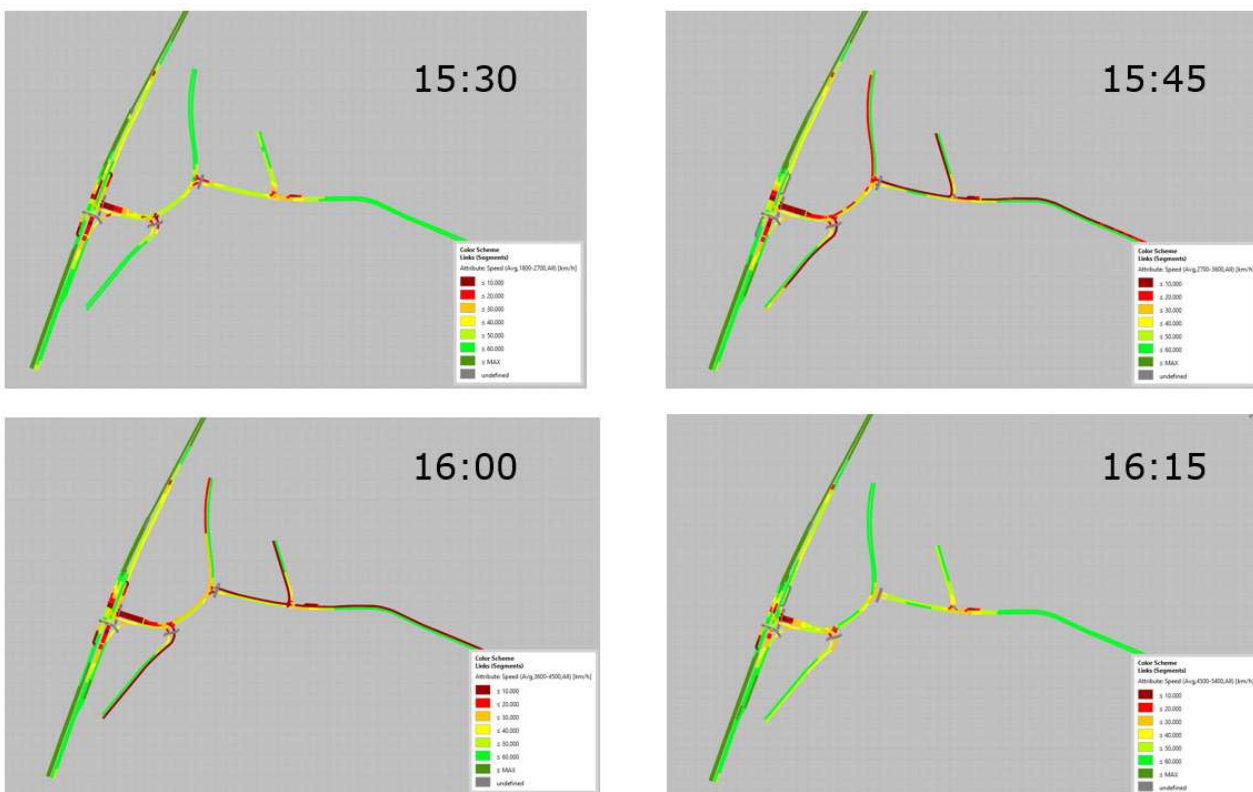 15:30
Color Scheme
Links (Segments)
Attribute: Speed (Avg,1800-2700,All) [km/h]
≤ 10.000
≤ 20.000
≤ 30.000
≤ 40.000
≤ 50.000
≤ 60.000
≤ MAX
undefined
15:45
Color Scheme
Links (Segments)
Attribute: Speed (Avg,2700-3600,All) [km/h]
≤ 10.000
≤ 20.000
≤ 30.000
≤ 40.000
≤ 50.000
≤ 60.000
≤ MAX
undefined
16:00
Color Scheme
Links (Segments)
Attribute: Speed (Avg,3600-4500,All) [km/h]
≤ 10.000
≤ 20.000
≤ 30.000
≤ 40.000
≤ 50.000
≤ 60.000
≤ MAX
undefined
16:15
Color Scheme
Links (Segments)
Attribute: Speed (Avg,4500-5400,All) [km/h]
≤ 10.000
≤ 20.000
≤ 30.000
≤ 40.000
≤ 50.000
≤ 60.000
≤ MAX
undefined